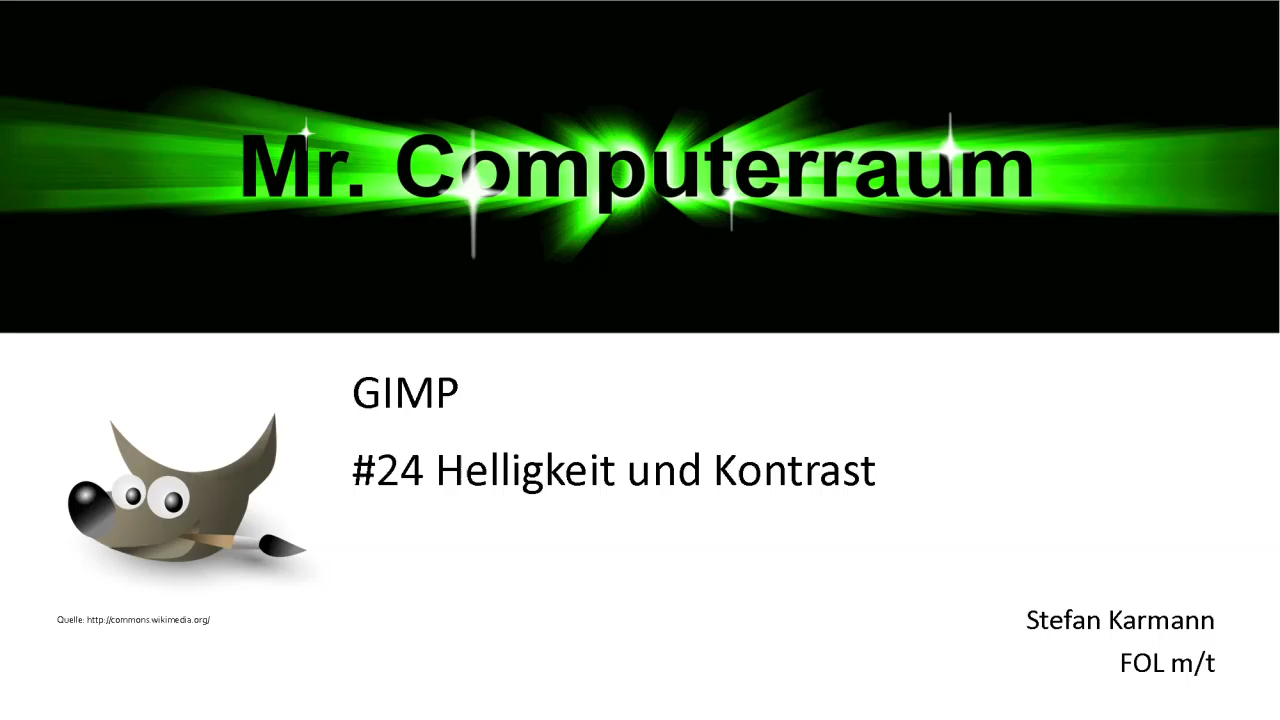 Mr. Computerraum
GIMP
#24 Helligkeit und Kontrast
Quelle: http://commons.wikimedia.org/
Stefan Karmann
FOL m/t